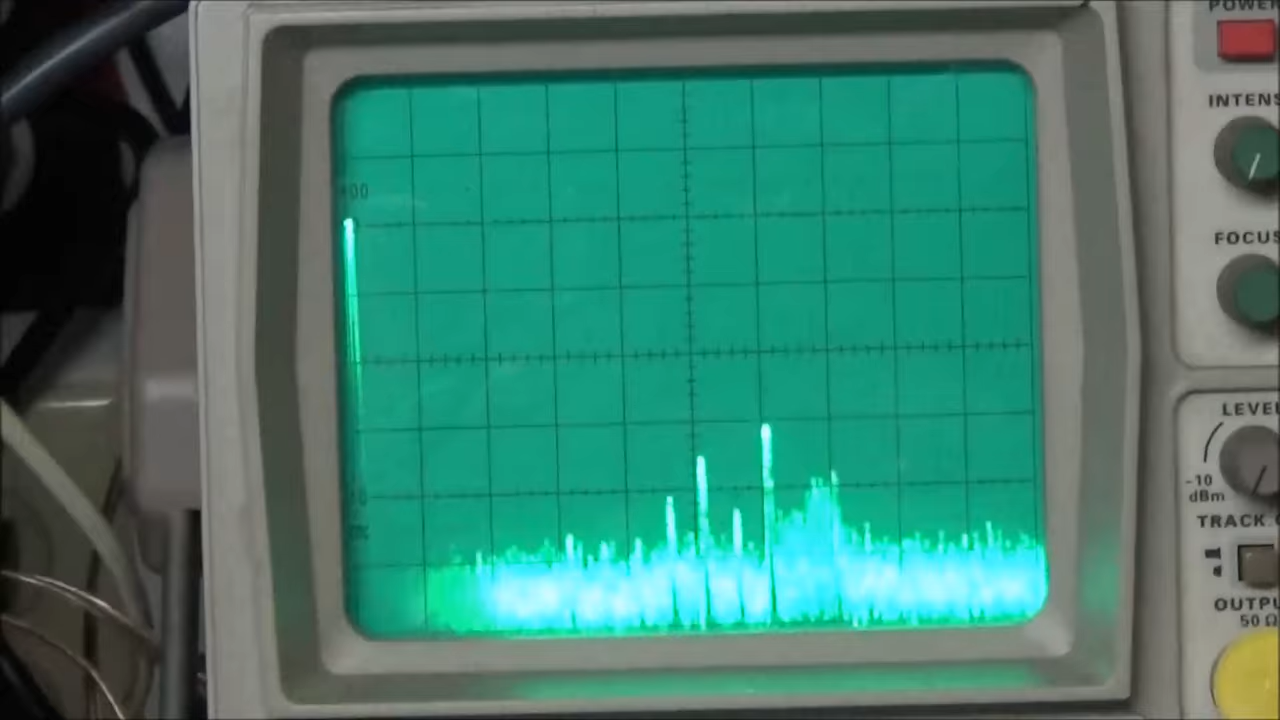 POWER
INTENS
FOCUS
LEVEL
-10
dBm
TRACK.
OUTPU
50 Ω